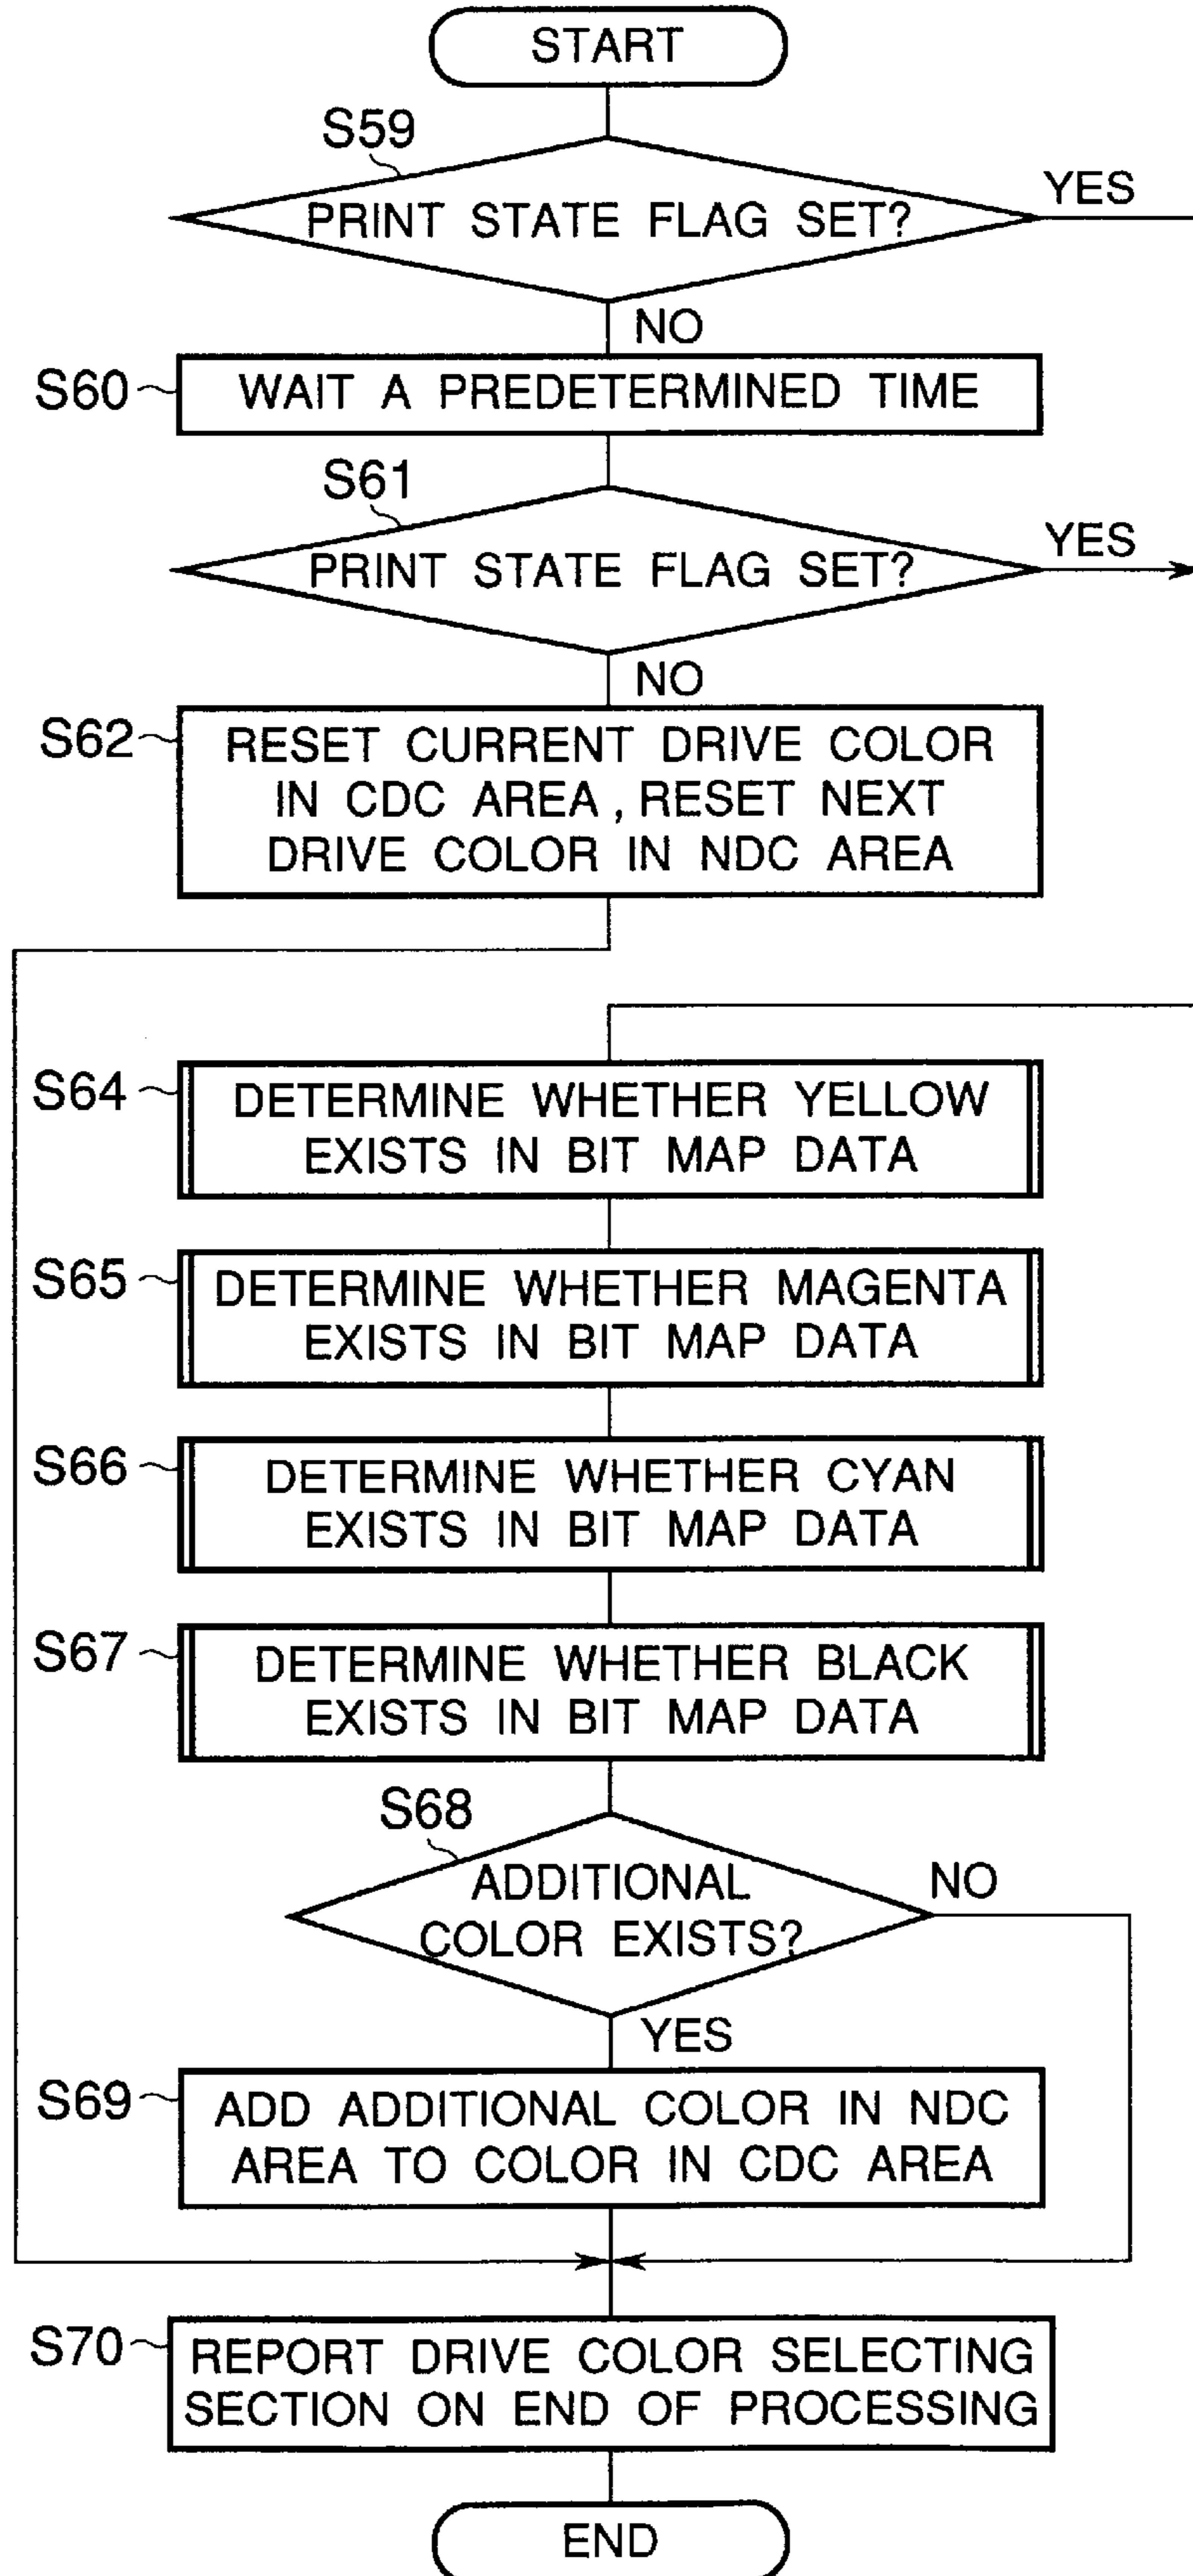 START
S59
PRINT STATE FLAG SET?
YES
NO
S60
WAIT A PREDETERMINED TIME
S61
PRINT STATE FLAG SET?
YES
NO
S62
RESET CURRENT DRIVE COLOR
IN CDC AREA , RESET NEXT
DRIVE COLOR IN NDC AREA
S64
DETERMINE WHETHER YELLOW
EXISTS IN BIT MAP DATA
S65
DETERMINE WHETHER MAGENTA
EXISTS IN BIT MAP DATA
S66
DETERMINE WHETHER CYAN
EXISTS IN BIT MAP DATA
S67
DETERMINE WHETHER BLACK
EXISTS IN BIT MAP DATA
S68
ADDITIONAL
COLOR EXISTS?
NO
YES
S69
ADD ADDITIONAL COLOR IN NDC
AREA TO COLOR IN CDC AREA
S70
REPORT DRIVE COLOR SELECTING
SECTION ON END OF PROCESSING
END